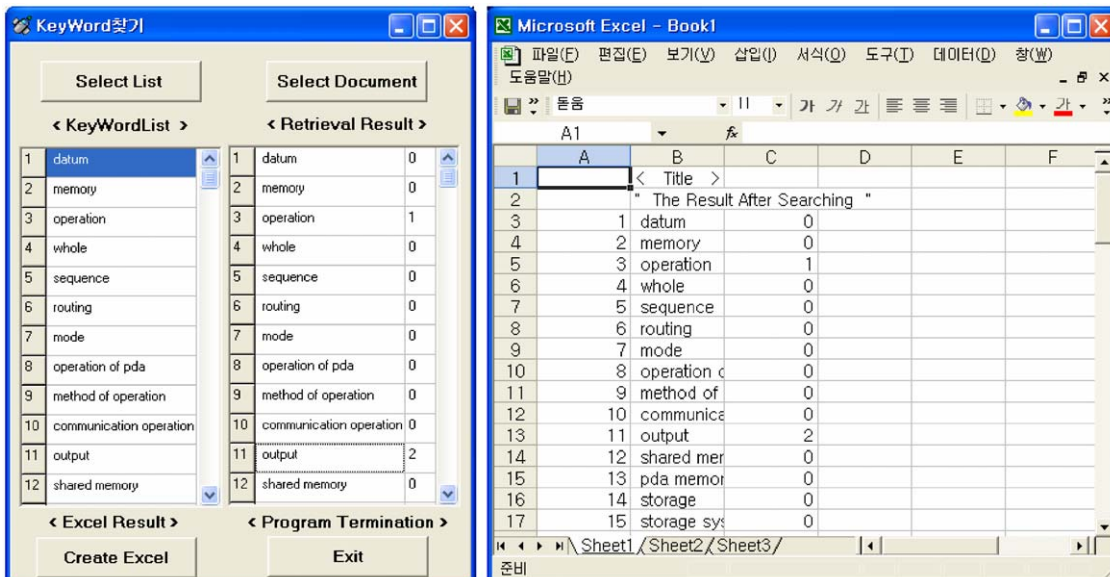 KeyWord찾기
Select List
Select Document
< KeyWordList >
< Retrieval Result >
1 datum
2 memory
3 operation
4 whole
5 sequence
6 routing
7 mode
8 operation of pda
9 method of operation
10 communication operation
11 output
12 shared memory
1 datum 0
2 memory 0
3 operation 1
4 whole 0
5 sequence 0
6 routing 0
7 mode 0
8 operation of pda 0
9 method of operation 0
10 communication operation 0
11 output 2
12 shared memory 0
< Excel Result >
< Program Termination >
Create Excel
Exit
Microsoft Excel - Book1
파일(F) 편집(E) 보기(V) 삽입(I) 서식(O) 도구(T) 데이터(D) 창(W)
도움말(H)
돋움 11 가 가 가 가
A1 fx
A B C D E F
1 < Title >
2 " The Result After Searching "
3 1 datum 0
4 2 memory 0
5 3 operation 1
6 4 whole 0
7 5 sequence 0
8 6 routing 0
9 7 mode 0
10 8 operation o 0
11 9 method of 0
12 10 communica 0
13 11 output 2
14 12 shared mer 0
15 13 pda memor 0
16 14 storage 0
17 15 storage sys 0
Sheet1 / Sheet2 / Sheet3 /
준비